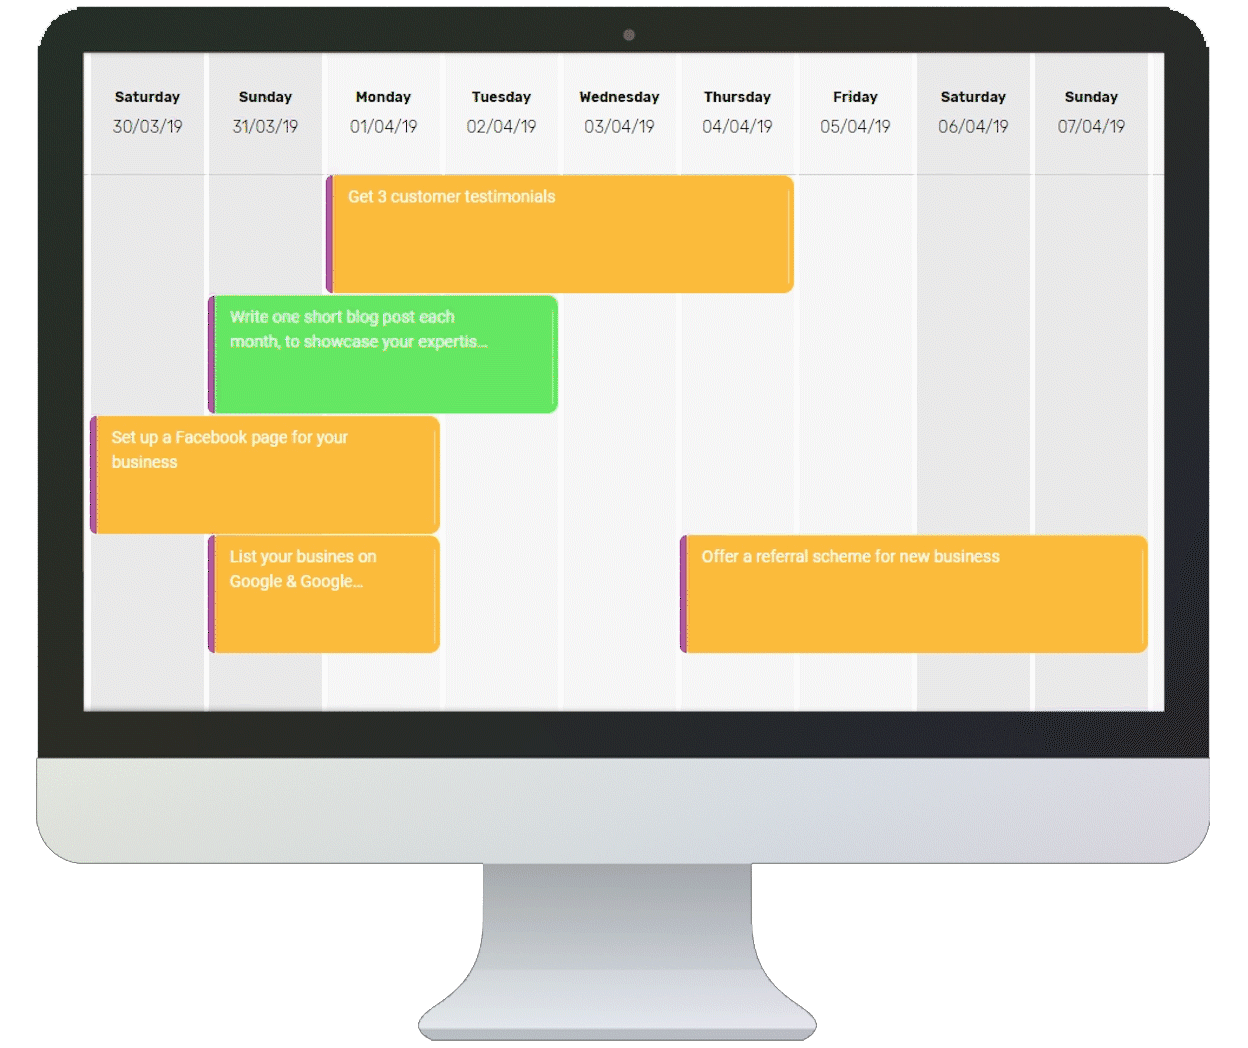 Saturday Sunday Monday Tuesday Wednesday Thursday Friday Saturday Sunday
30/03/19 31/03/19 01/04/19 02/04/19 03/04/19 04/04/19 05/04/19 06/04/19 07/04/19
Get 3 customer testimonials
Write one short blog post each
month, to showcase your expertis...
Set up a Facebook page for your
business
List your busines on
Google & Google...
Offer a referral scheme for new business